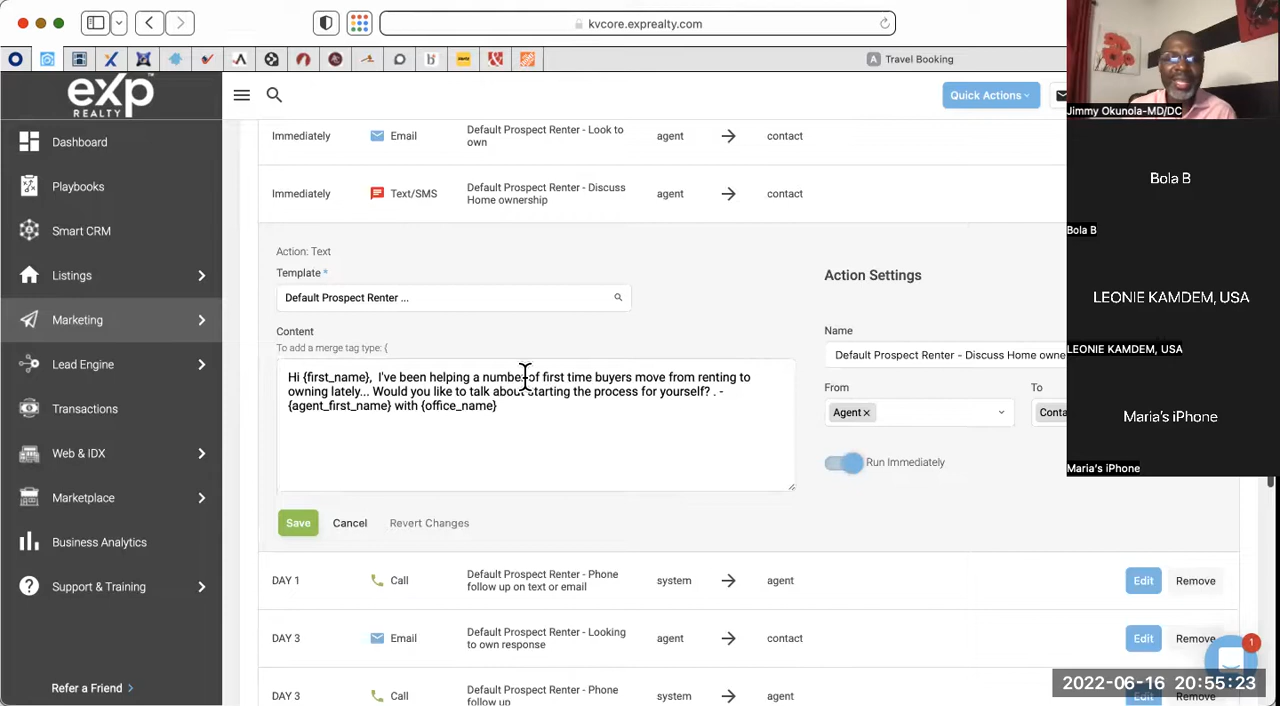 kvcore.exprealty.com
Travel Booking
eXp
REALTY
Quick Actions
Dashboard
Playbooks
Smart CRM
Listings
Marketing
Lead Engine
Transactions
Web & IDX
Marketplace
Business Analytics
Support & Training
Refer a Friend
Immediately
Email
Default Prospect Renter - Look to
own
agent
contact
Immediately
Text/SMS
Default Prospect Renter - Discuss
Home ownership
agent
contact
Action: Text
Template *
Default Prospect Renter ...
Content
To add a merge tag type: {
Hi {first_name},  I've been helping a number of first time buyers move from renting to
owning lately... Would you like to talk about starting the process for yourself? . -
{agent_first_name} with {office_name}
Save
Cancel
Revert Changes
Action Settings
Name
Default Prospect Renter - Discuss Home owne
From
To
Agent
Conta
Run Immediately
DAY 1
Call
Default Prospect Renter - Phone
follow up on text or email
system
agent
Edit
Remove
DAY 3
Email
Default Prospect Renter - Looking
to own response
agent
contact
Edit
Remove
DAY 3
Call
Default Prospect Renter - Phone
follow up
system
agent
Edit
Remove
1
Jimmy Okunola-MD/DC
Bola B
Bola B
LEONIE KAMDEM, USA
LEONIE KAMDEM, USA
Maria's iPhone
Maria's iPhone
2022-06-16 20:55:23